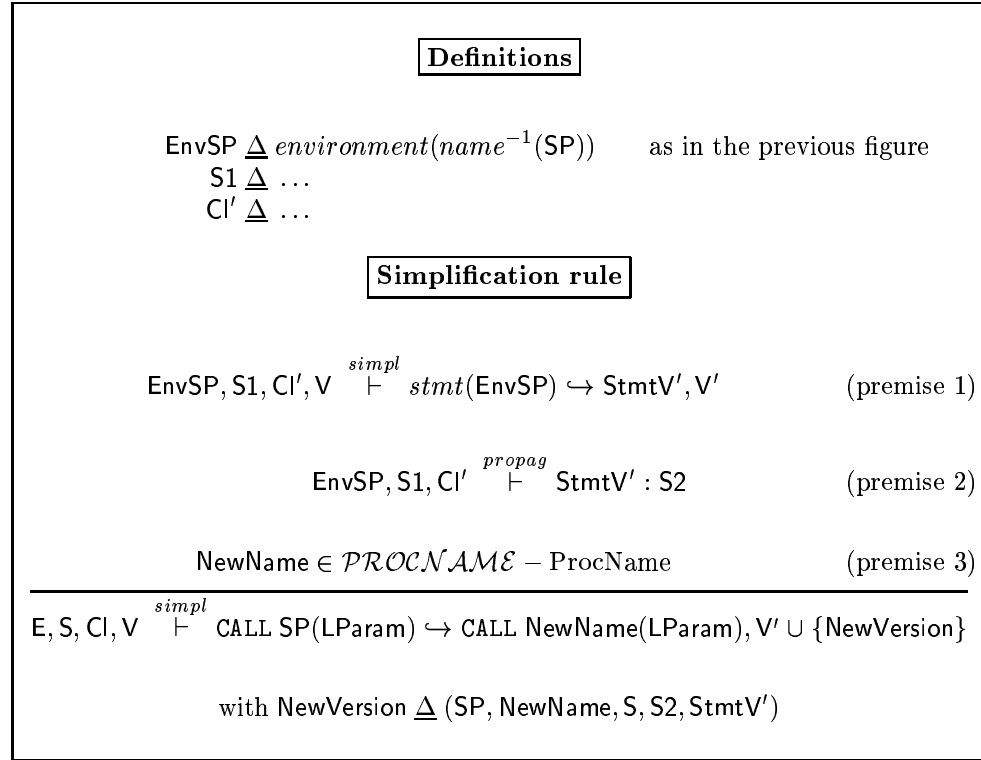 Definitions
EnvSP ≜ environment(name⁻¹(SP)) as in the previous figure
S1 ≜ ...
Cl′ ≜ ...
Simplification rule
EnvSP, S1, Cl′, V ⊢^{simpl} stmt(EnvSP) ↪ StmtV′, V′ (premise 1)
EnvSP, S1, Cl′ ⊢^{propag} StmtV′ : S2 (premise 2)
NewName ∈ 𝒫ℛ𝒪𝒞𝒩𝒜ℳℰ − ProcName (premise 3)
E, S, Cl, V ⊢^{simpl} CALL SP(LParam) ↪ CALL NewName(LParam), V′ ∪ {NewVersion}
with NewVersion ≜ (SP, NewName, S, S2, StmtV′)